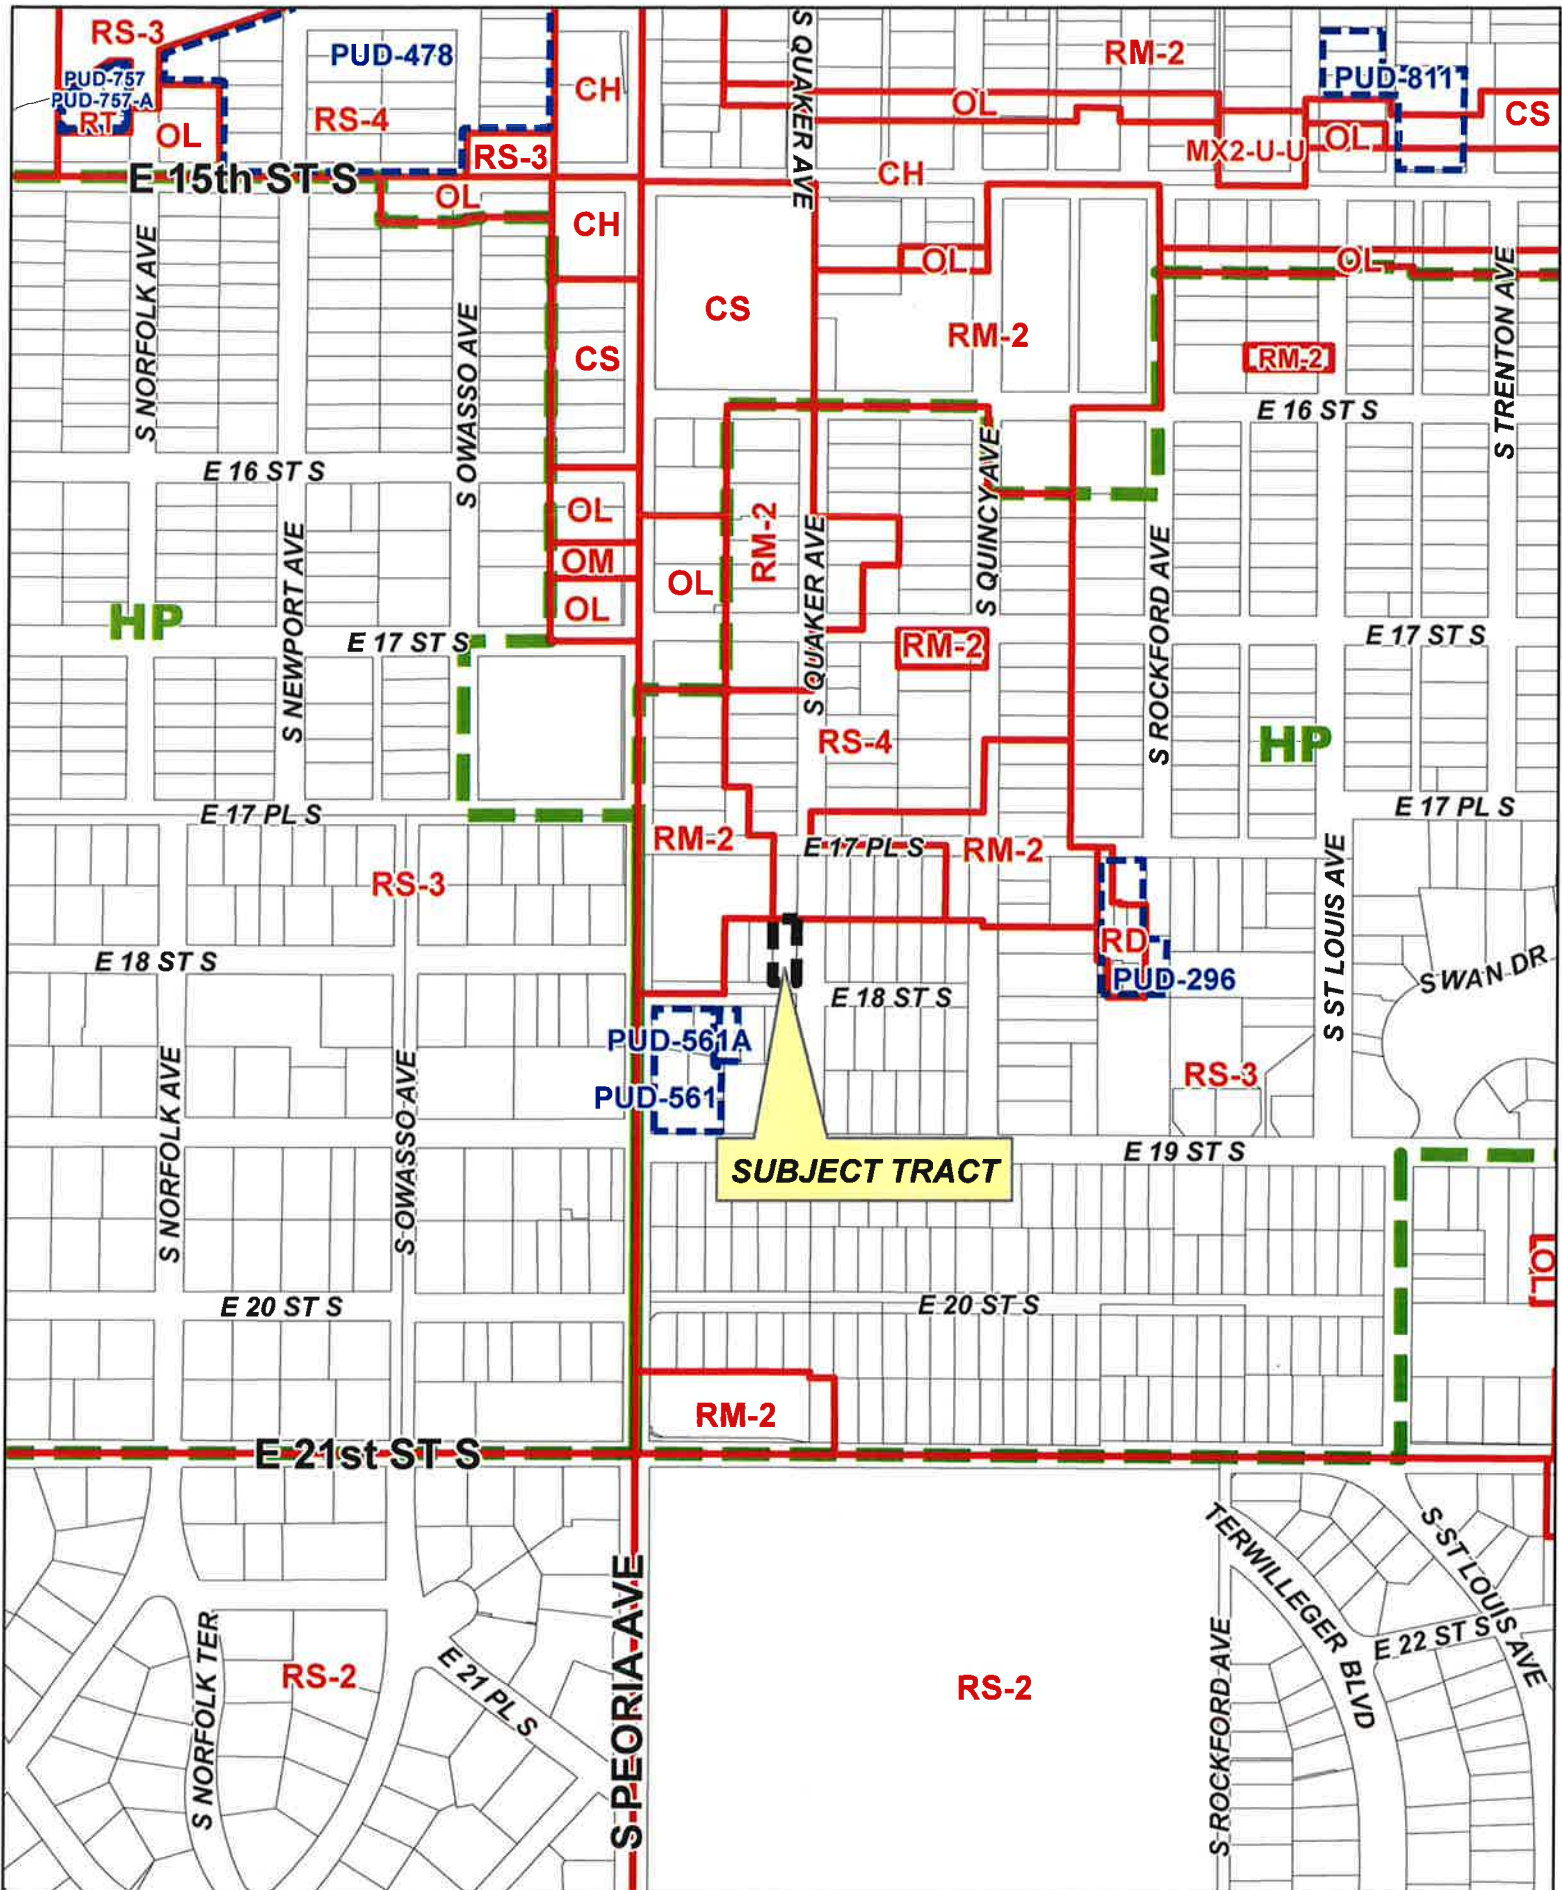 RS-3
PUD-478
S QUAKER AVE
RM-2
PUD-757
PUD-757-A
RT
OL
RS-4
CH
OL
PUD-811
CS
RS-3
MX2-U-U
OL
CH
E 15th ST S
OL
CH
S NORFOLK AVE
S OWASSO AVE
CS
CS
OL
RM-2
OL
RM-2
S TRENTON AVE
E 16 ST S
E 16 ST S
S NEWPORT AVE
OL
OM
OL
OL
RM-2
S QUAKER AVE
S QUINCY AVE
S ROCKFORD AVE
HP
E 17 ST S
RM-2
E 17 ST S
RS-4
HP
E 17 PL S
E 17 PL S
RM-2
E 17 PL S
RM-2
RS-3
S ST LOUIS AVE
E 18 ST S
RD
PUD-296
SWAN DR
E 18 ST S
PUD-561A
PUD-561
RS-3
S NORFOLK AVE
S OWASSO AVE
SUBJECT TRACT
E 19 ST S
OL
E 20 ST S
E 20 ST S
RM-2
E 21st ST S
S PEORIA AVE
S NORFOLK TER
RS-2
E 21 PL S
RS-2
S ROCKFORD AVE
TERWILLEGER BLVD
S ST LOUIS AVE
E 22 ST S